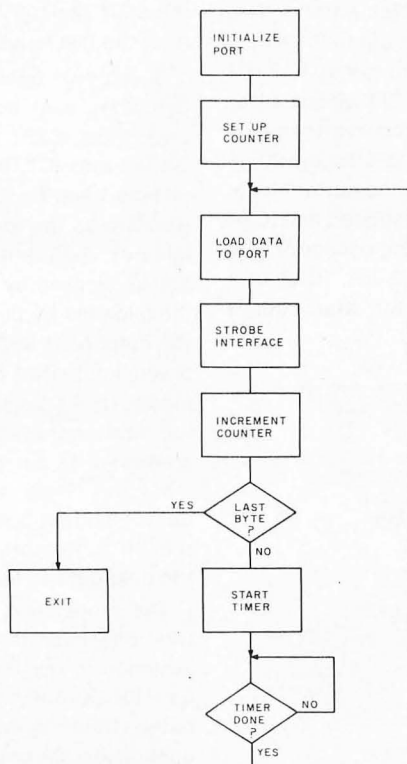 INITIALIZE
PORT
SET UP
COUNTER
LOAD DATA
TO PORT
STROBE
INTERFACE
INCREMENT
COUNTER
YES
LAST
BYTE
?
NO
EXIT
START
TIMER
TIMER
DONE
?
NO
YES